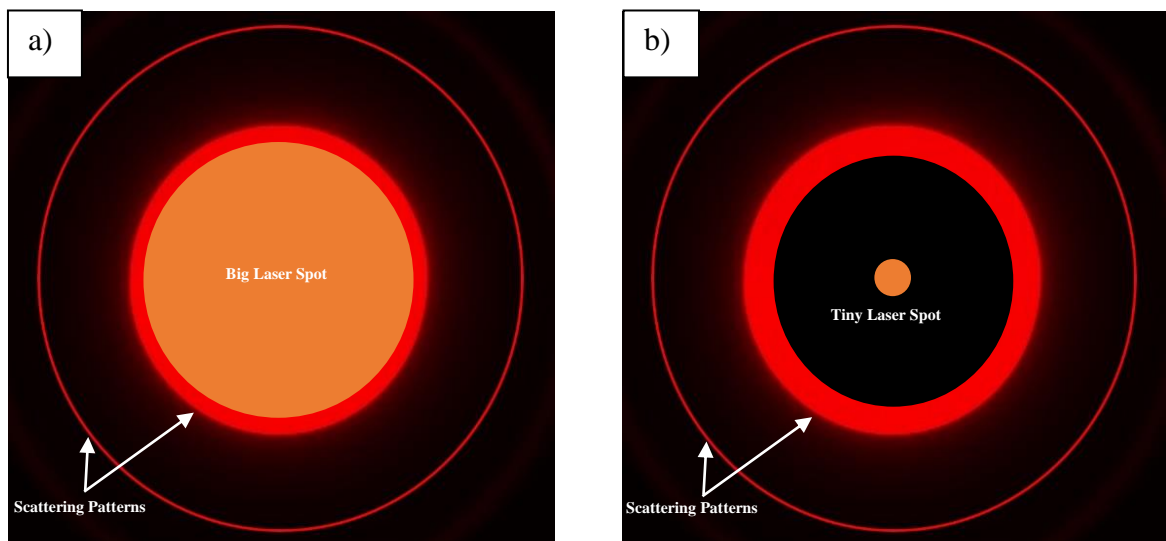 a)
Big Laser Spot
Scattering Patterns
b)
Tiny Laser Spot
Scattering Patterns